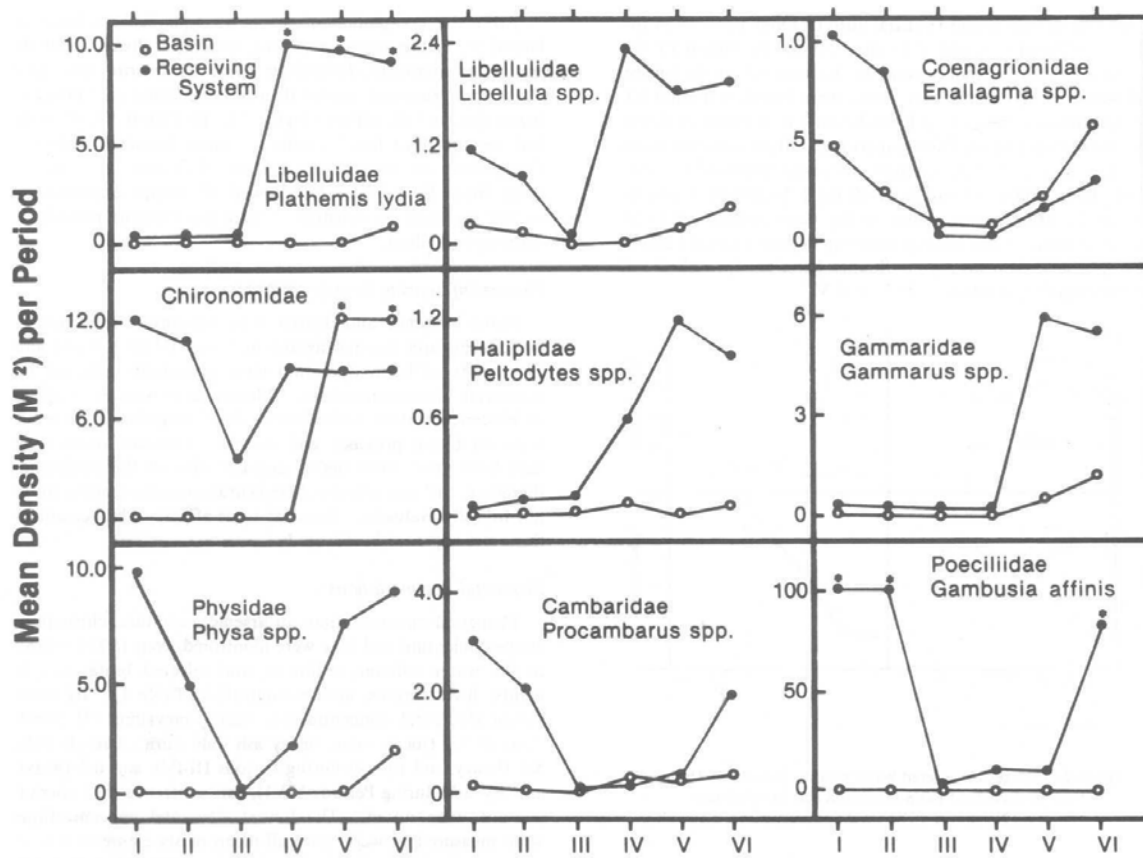 Mean Density (M ²) per Period
10.0
5.0
0
Basin
Receiving
System
Libelluidae
Plathemis lydia
* * *
2.4
1.2
0
Libellulidae
Libellula spp.
1.0
.5
0
Coenagrionidae
Enallagma spp.
12.0
6.0
0
Chironomidae
* *
1.2
0.6
0
Haliplidae
Peltodytes spp.
6
3
0
Gammaridae
Gammarus spp.
10.0
5.0
0
Physidae
Physa spp.
4.0
2.0
0
Cambaridae
Procambarus spp.
100
50
0
Poeciliidae
Gambusia affinis
* * *
I II III IV V VI
I II III IV V VI
I II III IV V VI